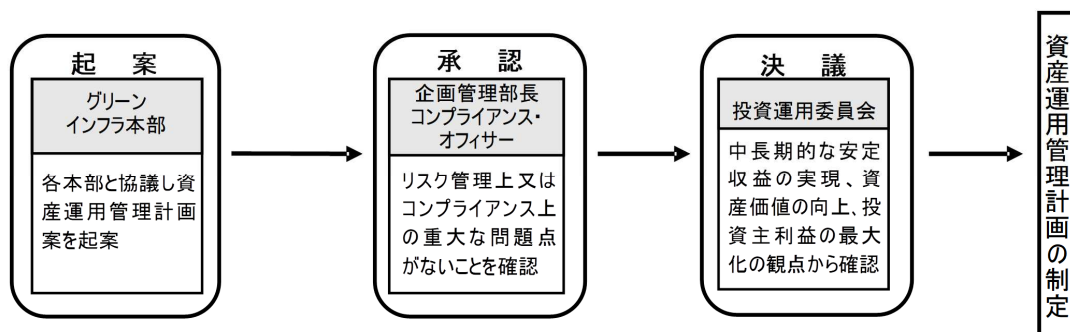 起　案
グリーン
インフラ本部
各本部と協議し資
産運用管理計画
案を起案
承　認
企画管理部長
コンプライアンス・
オフィサー
リスク管理上又は
コンプライアンス上
の重大な問題点
がないことを確認
決　議
投資運用委員会
中長期的な安定
収益の実現、資
産価値の向上、投
資主利益の最大
化の観点から確認
資産運用管理計画の制定